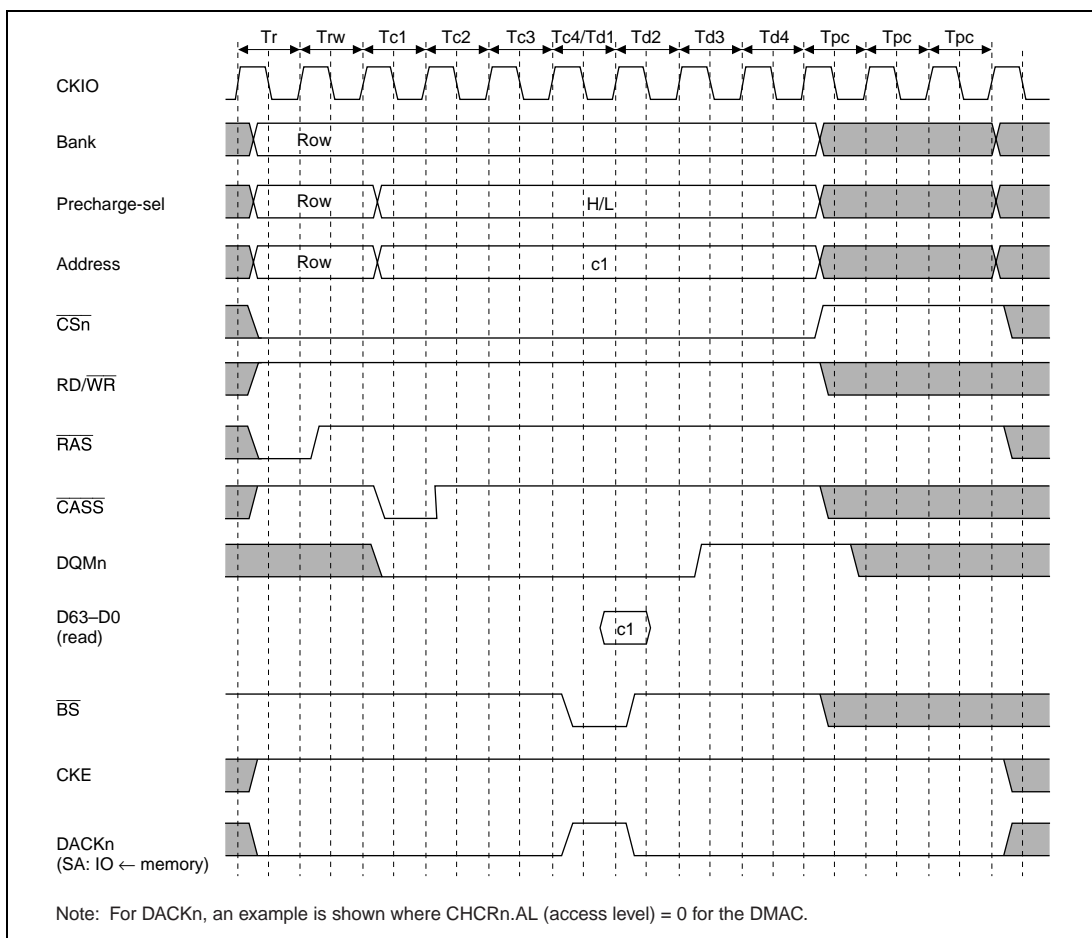 Tr Trw Tc1 Tc2 Tc3 Tc4/Td1 Td2 Td3 Td4 Tpc Tpc Tpc
CKIO
Bank Row
Precharge-sel Row H/L
Address Row c1
CSn
RD/WR
RAS
CASS
DQMn
D63–D0
(read) c1
BS
CKE
DACKn
(SA: IO ← memory)
Note: For DACKn, an example is shown where CHCRn.AL (access level) = 0 for the DMAC.